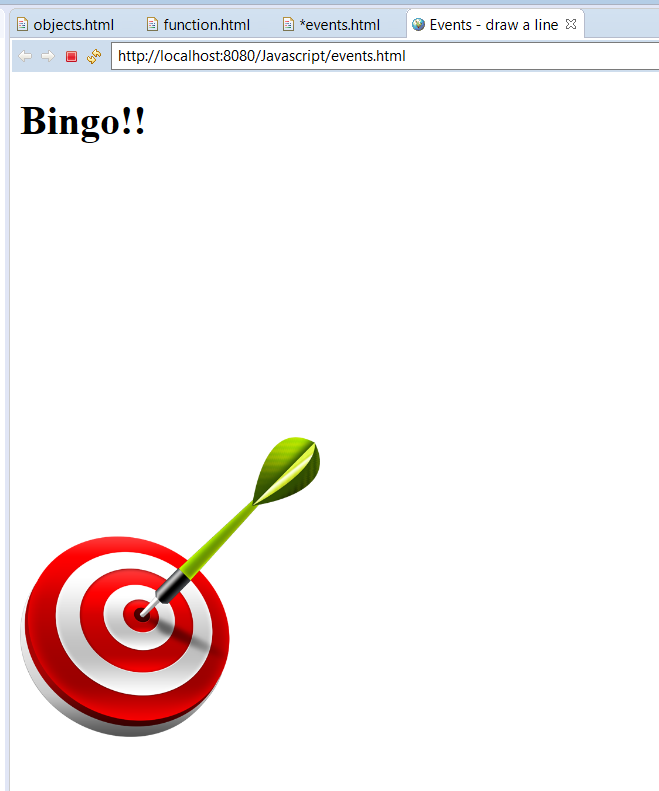 objects.html function.html *events.html Events - draw a line
http://localhost:8080/Javascript/events.html
Bingo!!